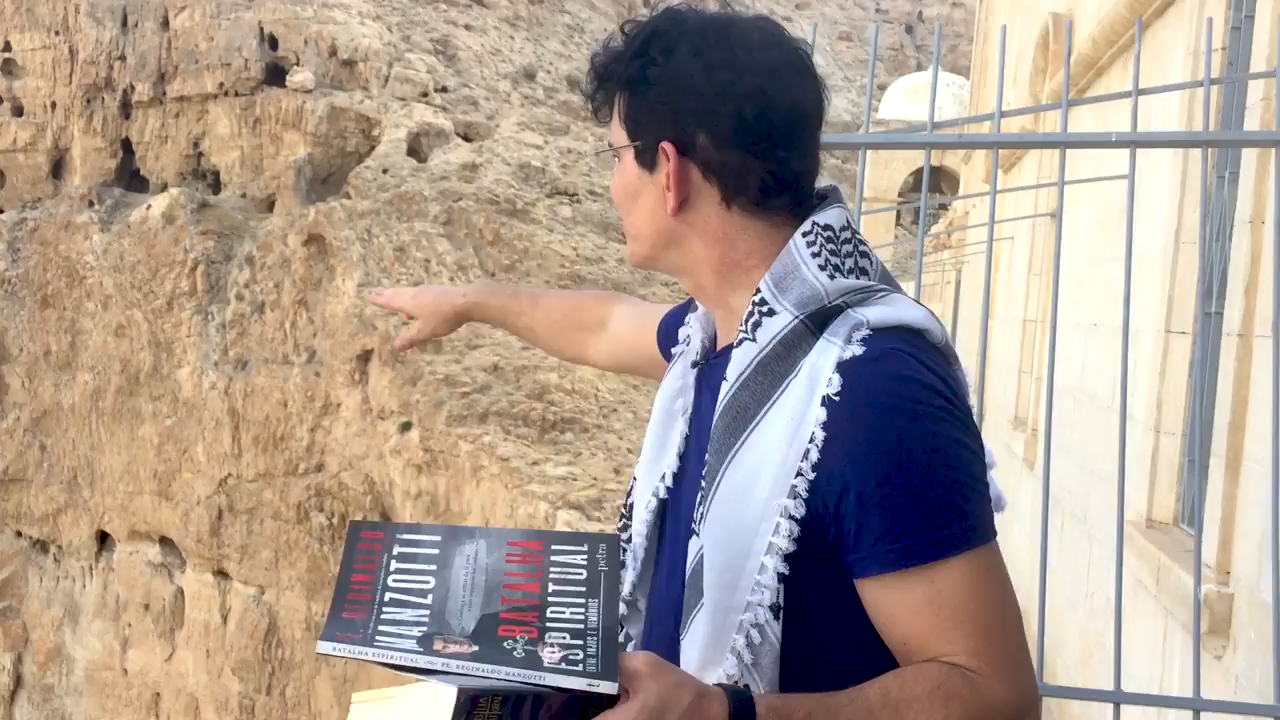 PE. REGINALDO
MANZOTTI
BATALHA
ESPIRITUAL
ENTRE ANJOS E DEMÔNIOS
petra
BATALHA ESPIRITUAL PE. REGINALDO MANZOTTI